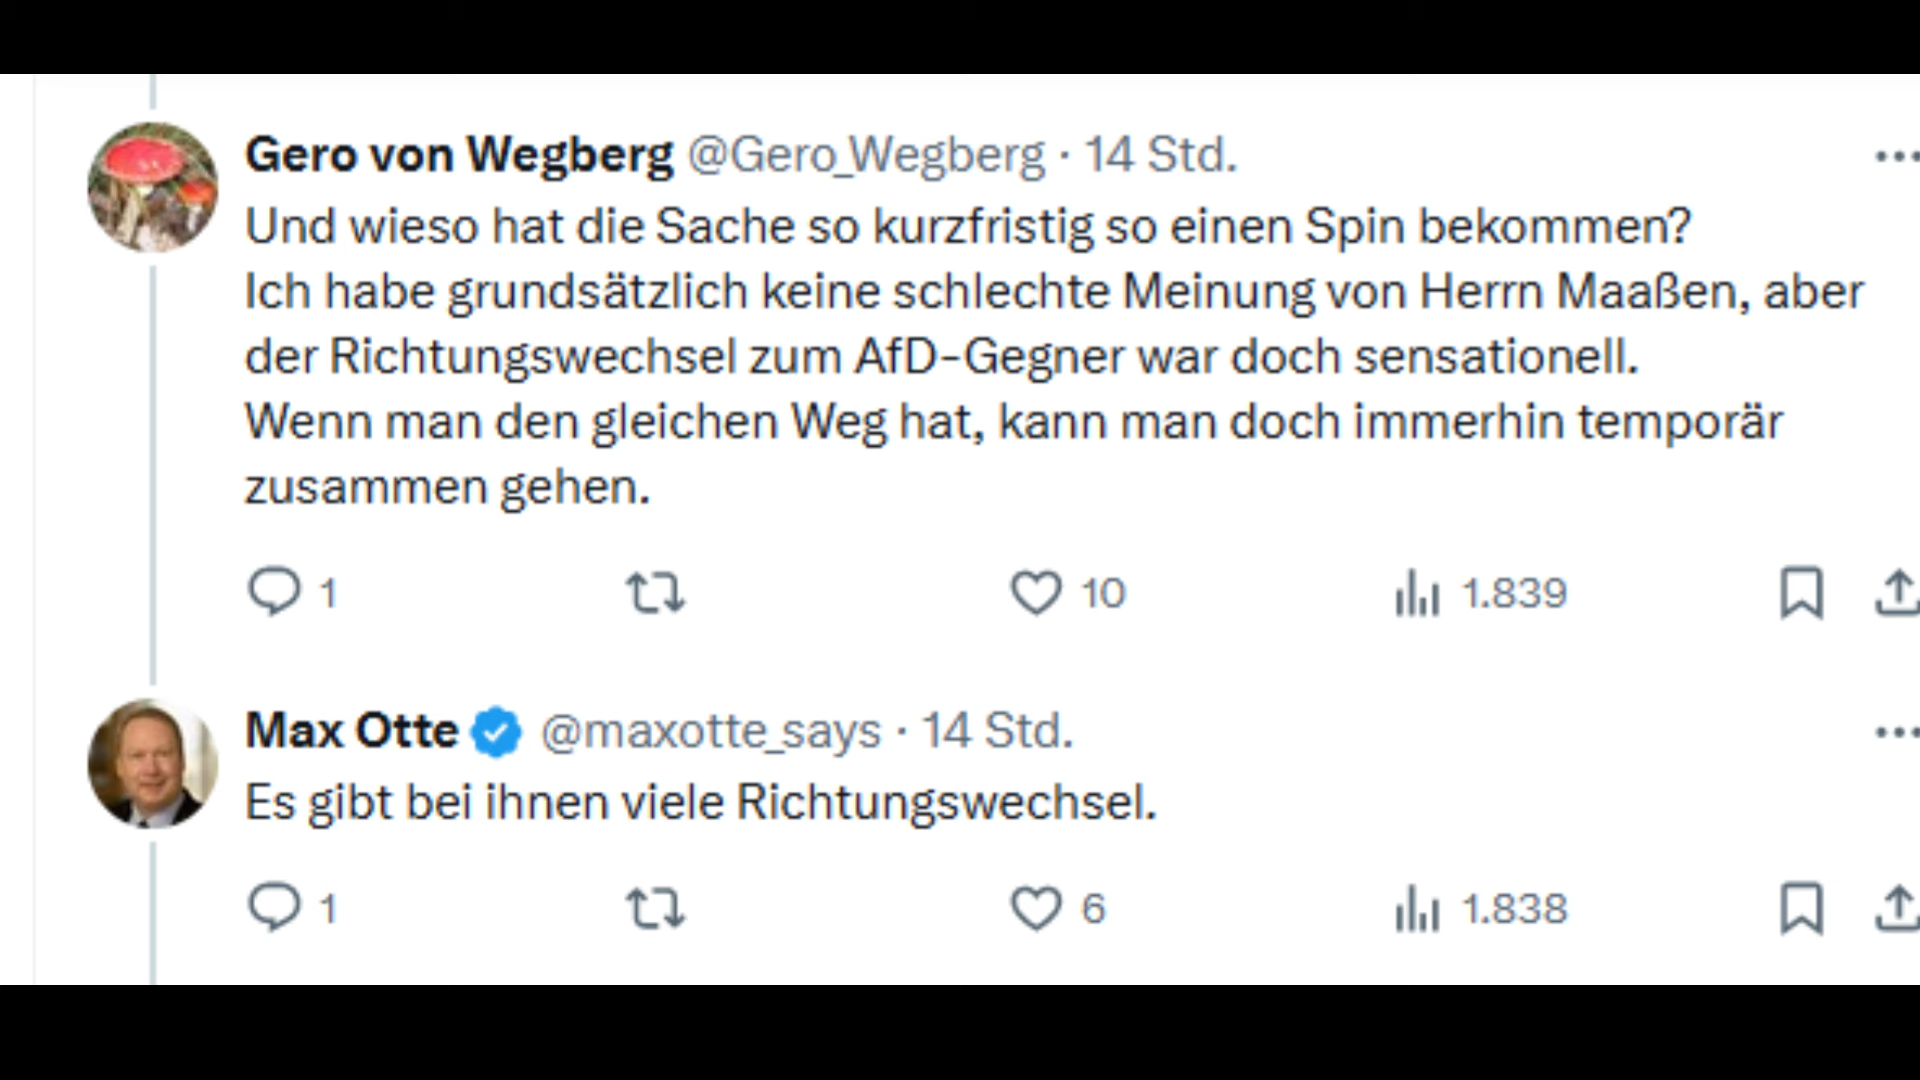 Gero von Wegberg @Gero_Wegberg · 14 Std.
Und wieso hat die Sache so kurzfristig so einen Spin bekommen?
Ich habe grundsätzlich keine schlechte Meinung von Herrn Maaßen, aber
der Richtungswechsel zum AfD-Gegner war doch sensationell.
Wenn man den gleichen Weg hat, kann man doch immerhin temporär
zusammen gehen.
1 10 1.839
Max Otte @maxotte_says · 14 Std.
Es gibt bei ihnen viele Richtungswechsel.
1 6 1.838